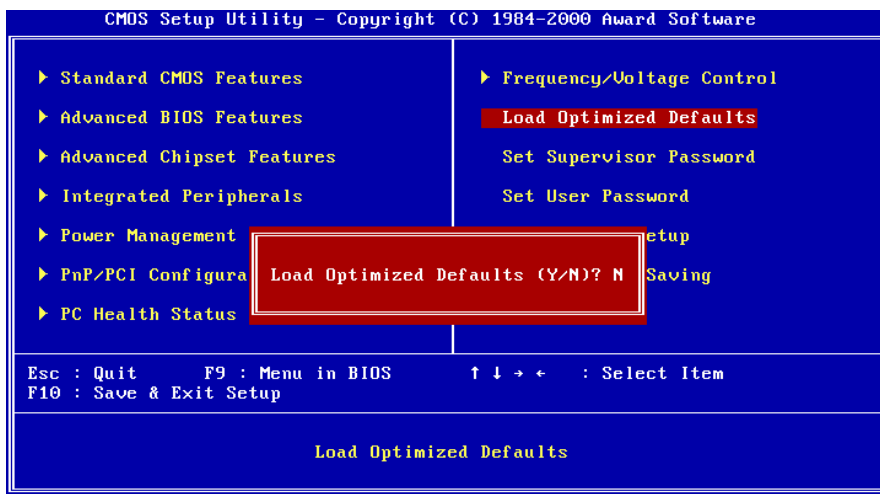 CMOS Setup Utility – Copyright (C) 1984–2000 Award Software
Standard CMOS Features
Advanced BIOS Features
Advanced Chipset Features
Integrated Peripherals
Power Management
PnP/PCI Configura
PC Health Status
Frequency/Voltage Control
Load Optimized Defaults
Set Supervisor Password
Set User Password
etup
Saving
Load Optimized Defaults (Y/N)? N
Esc : Quit F9 : Menu in BIOS ↑ ↓ → ← : Select Item
F10 : Save & Exit Setup
Load Optimized Defaults